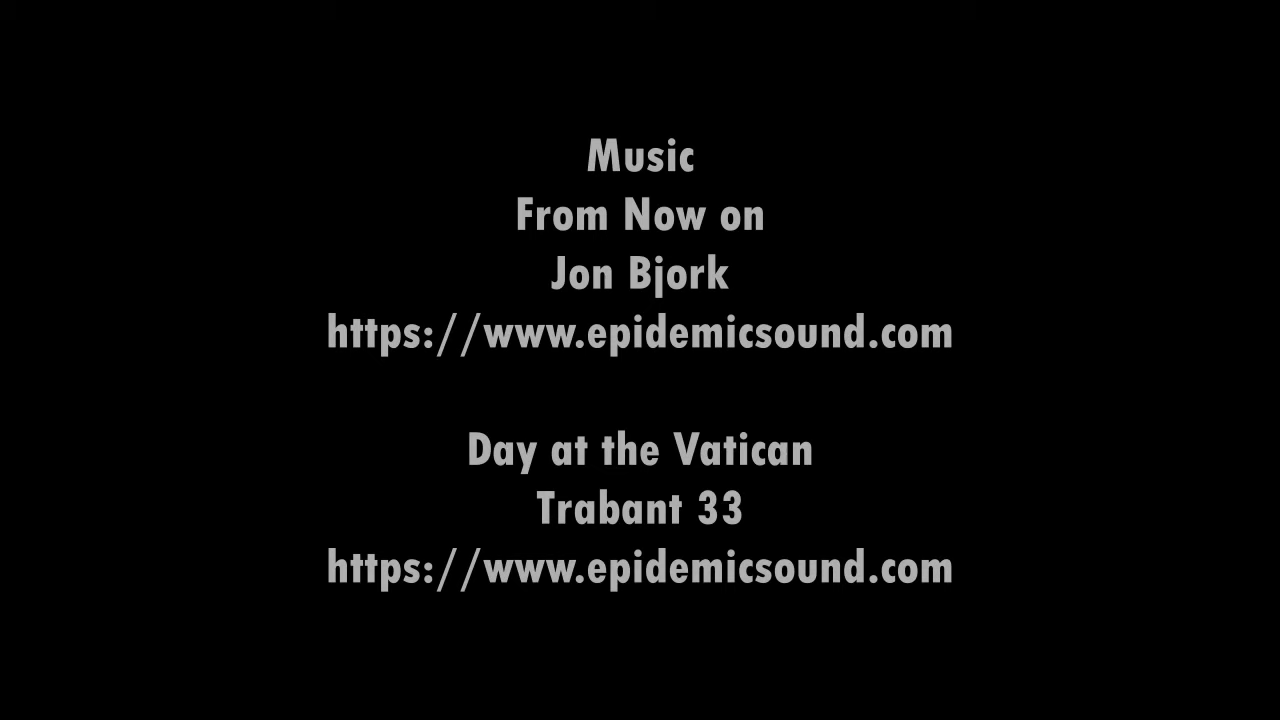 Music
From Now on
Jon Bjork
https://www.epidemicsound.com
Day at the Vatican
Trabant 33
https://www.epidemicsound.com